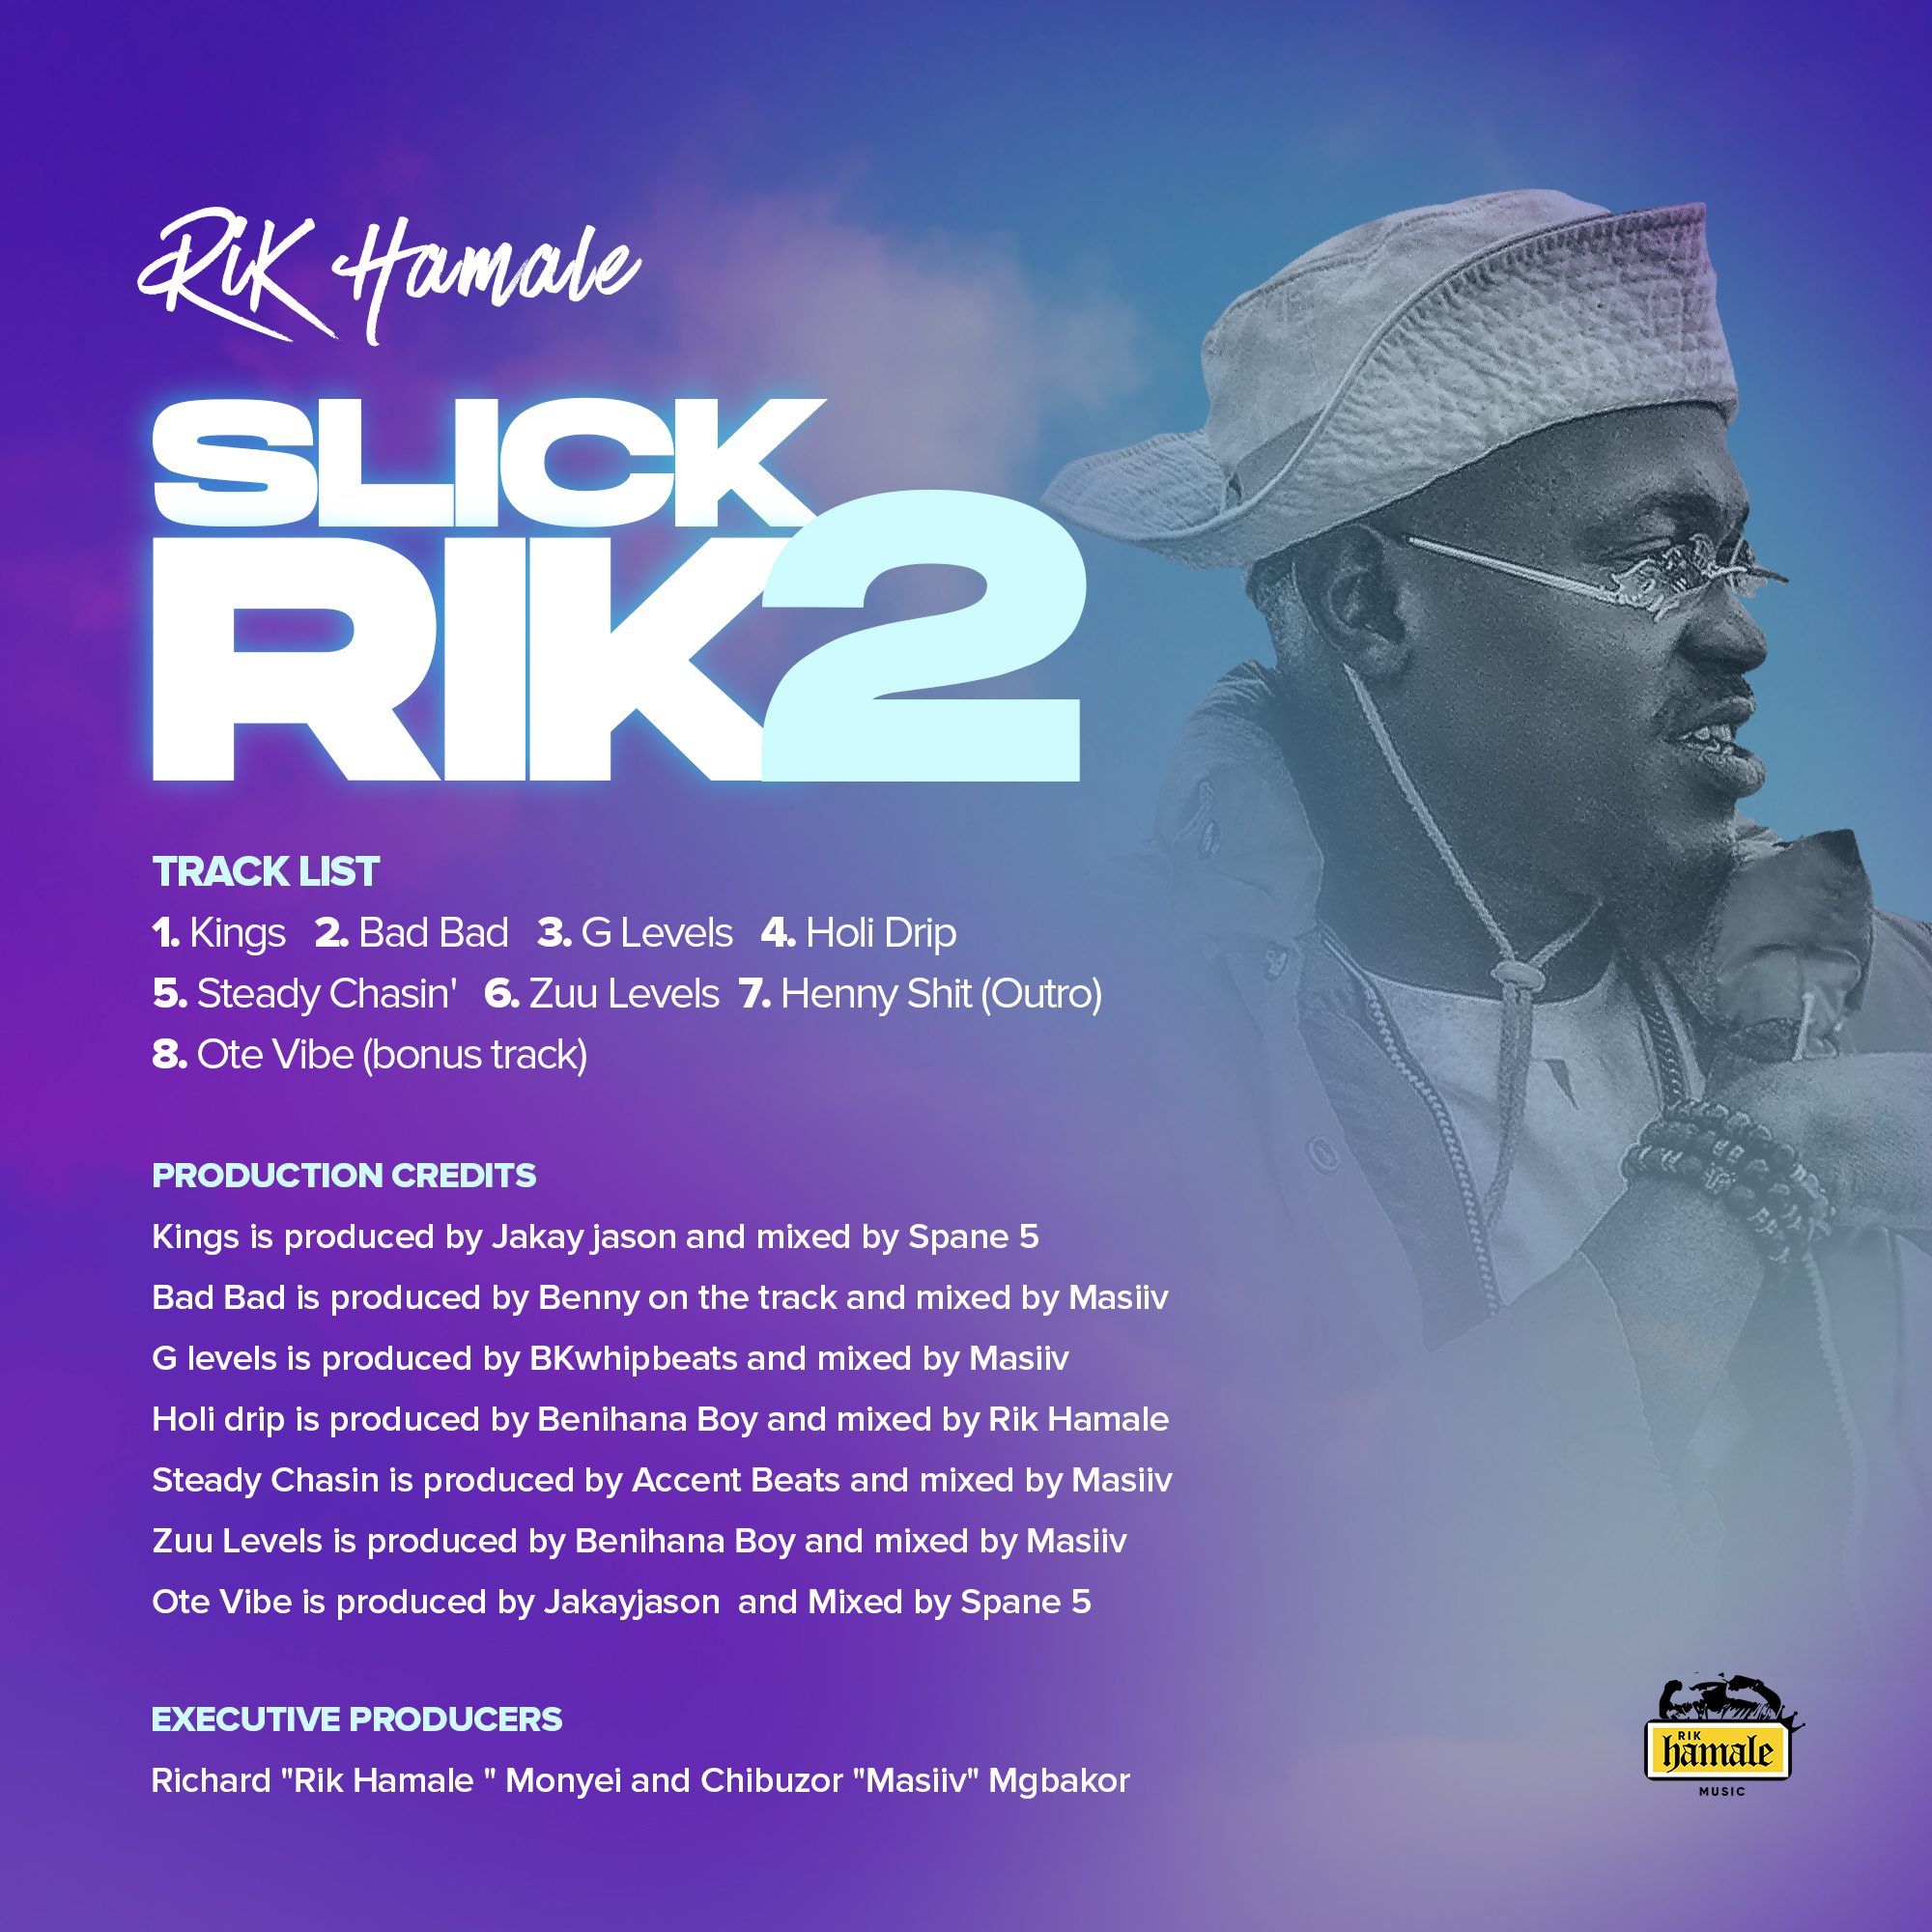 RiK Hamale
SLICK
RIK2
TRACK LIST
1. Kings 2. Bad Bad 3. G Levels 4. Holi Drip
5. Steady Chasin' 6. Zuu Levels 7. Henny Shit (Outro)
8. Ote Vibe (bonus track)
PRODUCTION CREDITS
Kings is produced by Jakay jason and mixed by Spane 5
Bad Bad is produced by Benny on the track and mixed by Masiiv
G levels is produced by BKwhipbeats and mixed by Masiiv
Holi drip is produced by Benihana Boy and mixed by Rik Hamale
Steady Chasin is produced by Accent Beats and mixed by Masiiv
Zuu Levels is produced by Benihana Boy and mixed by Masiiv
Ote Vibe is produced by Jakayjason  and Mixed by Spane 5
EXECUTIVE PRODUCERS
Richard "Rik Hamale " Monyei and Chibuzor "Masiiv" Mgbakor
RIK
hamale
MUSIC